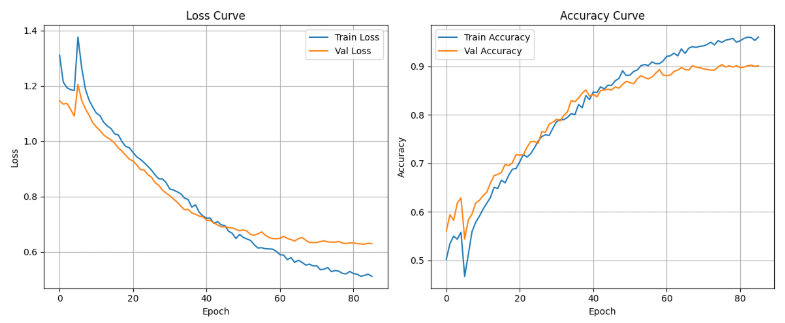 Loss Curve
1.4
1.2
1.0
0.8
0.6
Loss
0
20
40
60
80
Epoch
Train Loss
Val Loss
Accuracy Curve
0.9
0.8
0.7
0.6
0.5
Accuracy
0
20
40
60
80
Epoch
Train Accuracy
Val Accuracy